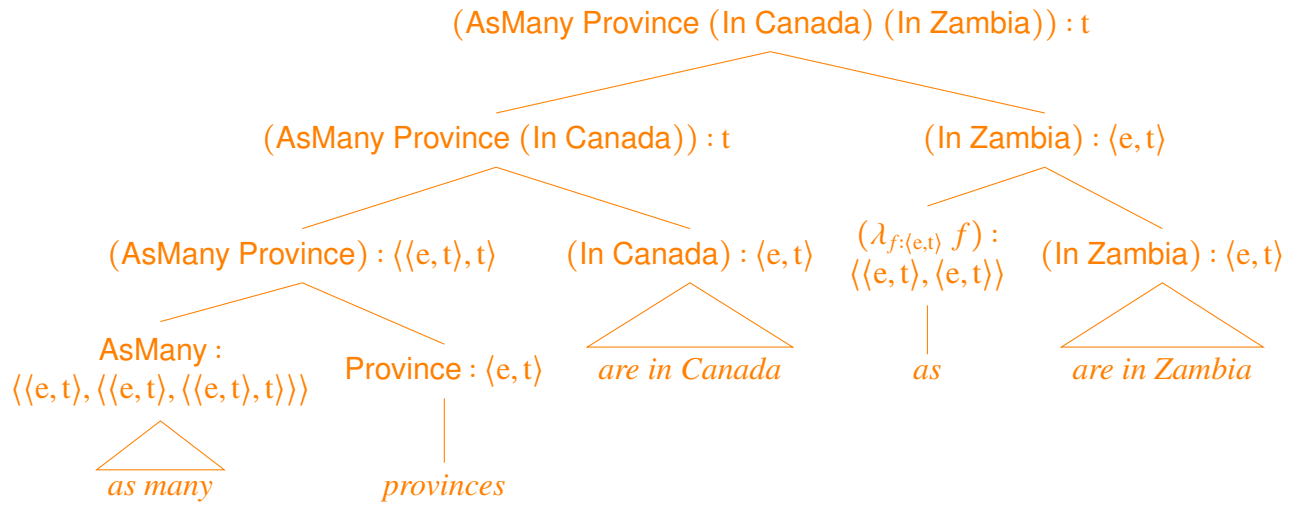 (AsMany Province (In Canada) (In Zambia)) : t
(AsMany Province (In Canada)) : t
(In Zambia) : ⟨e, t⟩
(AsMany Province) : ⟨⟨e, t⟩, t⟩
(In Canada) : ⟨e, t⟩
(λf:⟨e,t⟩ f) :
⟨⟨e, t⟩, ⟨e, t⟩⟩
(In Zambia) : ⟨e, t⟩
AsMany :
⟨⟨e, t⟩, ⟨⟨e, t⟩, ⟨⟨e, t⟩, t⟩⟩⟩
Province : ⟨e, t⟩
are in Canada
as
are in Zambia
as many
provinces